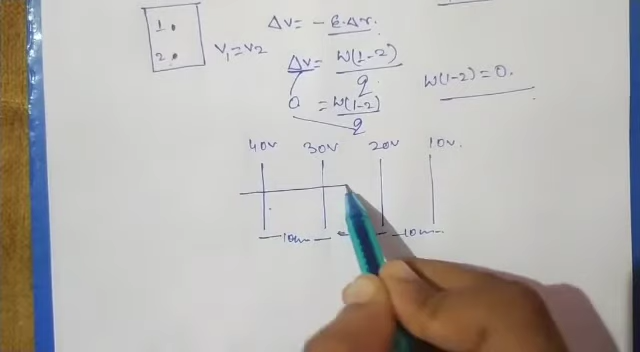 1.
2.
V1=V2
ΔV= - E.Δr.
ΔV= W(1-2)
q
0 = W(1-2)
q
W(1-2)=0.
40V 30V 20V 10V.
10cm 10cm